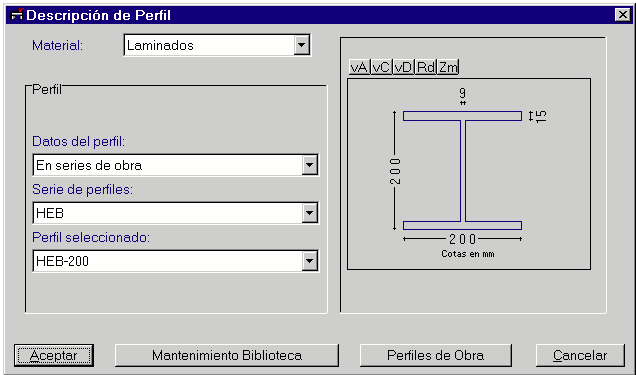 Descripción de Perfil
Material:
Laminados
Perfil
Datos del perfil:
En series de obra
Serie de perfiles:
HEB
Perfil seleccionado:
HEB-200
vA vC vD Rd Zm
9
15
200
200
Cotas en mm
Aceptar
Mantenimiento Biblioteca
Perfiles de Obra
Cancelar